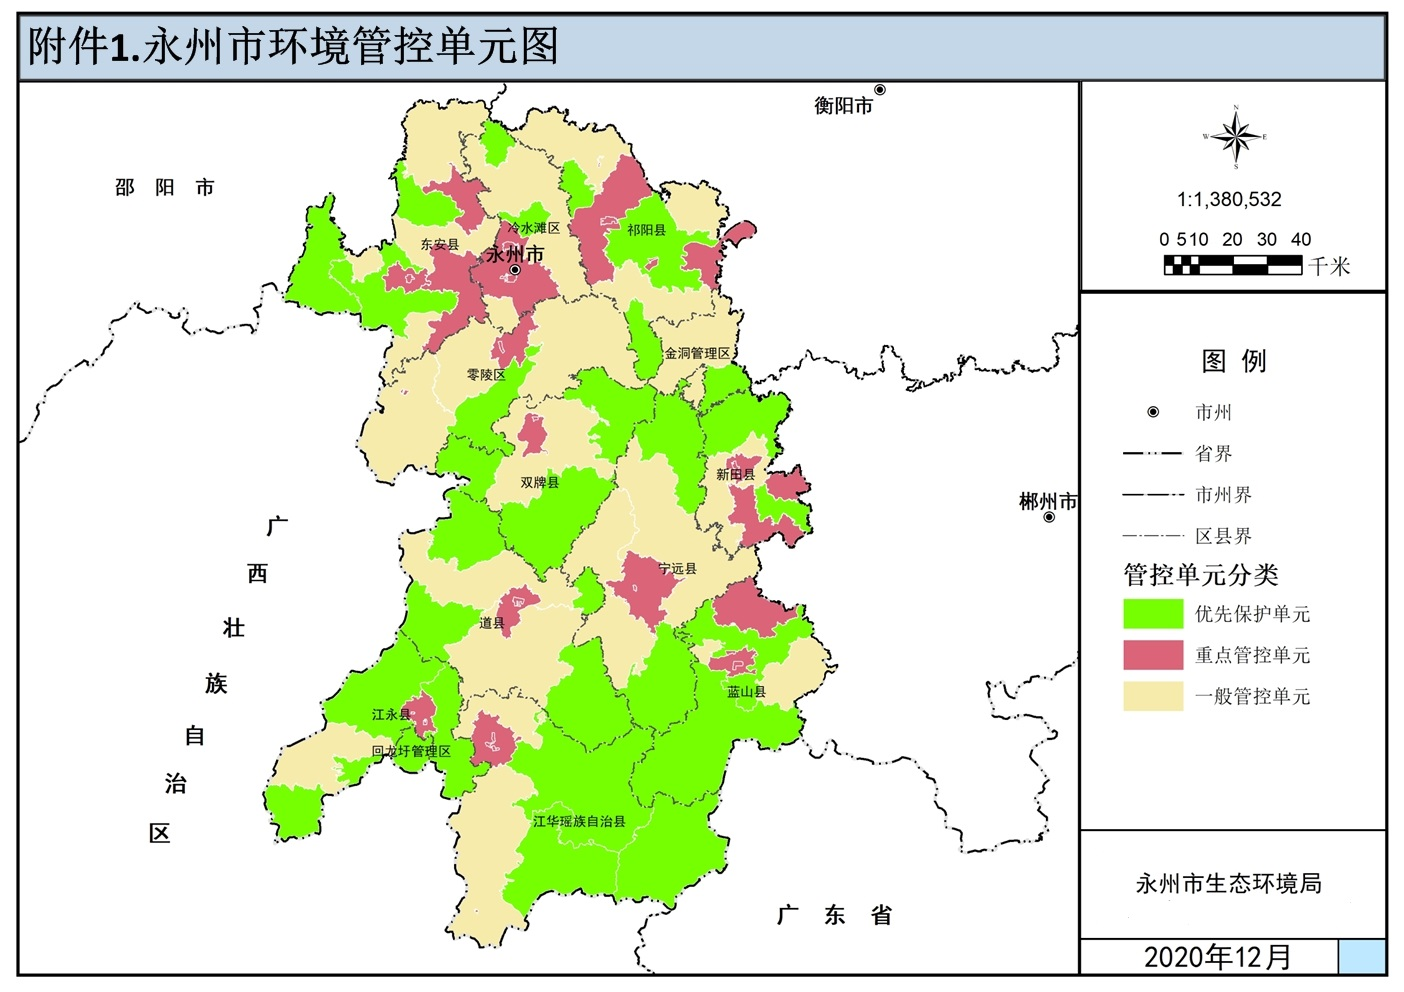 附件1.永州市环境管控单元图
衡阳市
邵 阳 市
冷水滩区
祁阳县
东安县
永州市
金洞管理区
零陵区
新田县
双牌县
郴州市
广
西
壮
族
自
治
区
宁远县
道县
蓝山县
江永县
回龙圩管理区
江华瑶族自治县
广 东 省
N
W
E
S
1:1,380,532
0 5 10 20 30 40
千米
图 例
市州
省界
市州界
区县界
管控单元分类
优先保护单元
重点管控单元
一般管控单元
永州市生态环境局
2020年12月